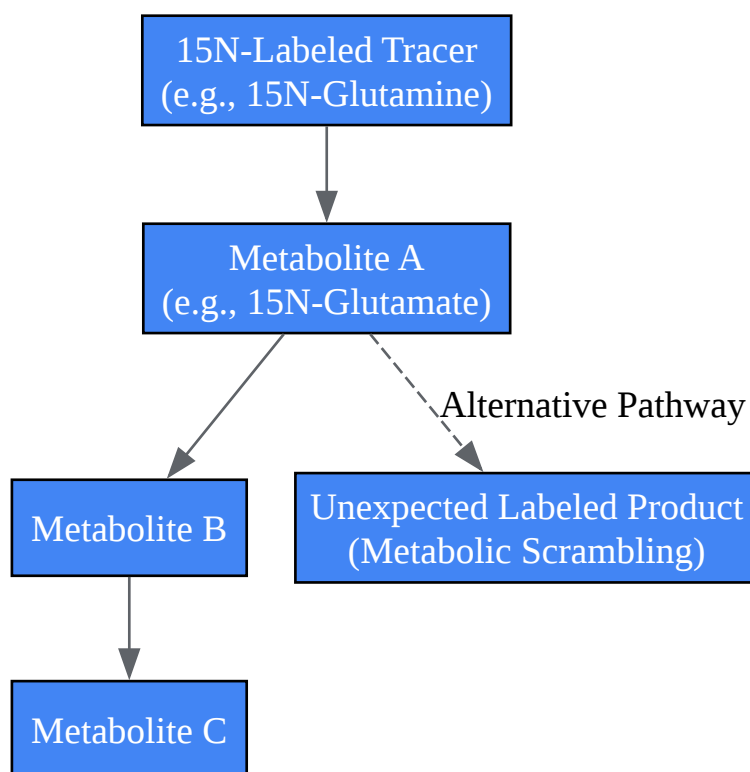 15N-Labeled Tracer
(e.g., 15N-Glutamine)
Metabolite A
(e.g., 15N-Glutamate)
Alternative Pathway
Metabolite B
Unexpected Labeled Product
(Metabolic Scrambling)
Metabolite C